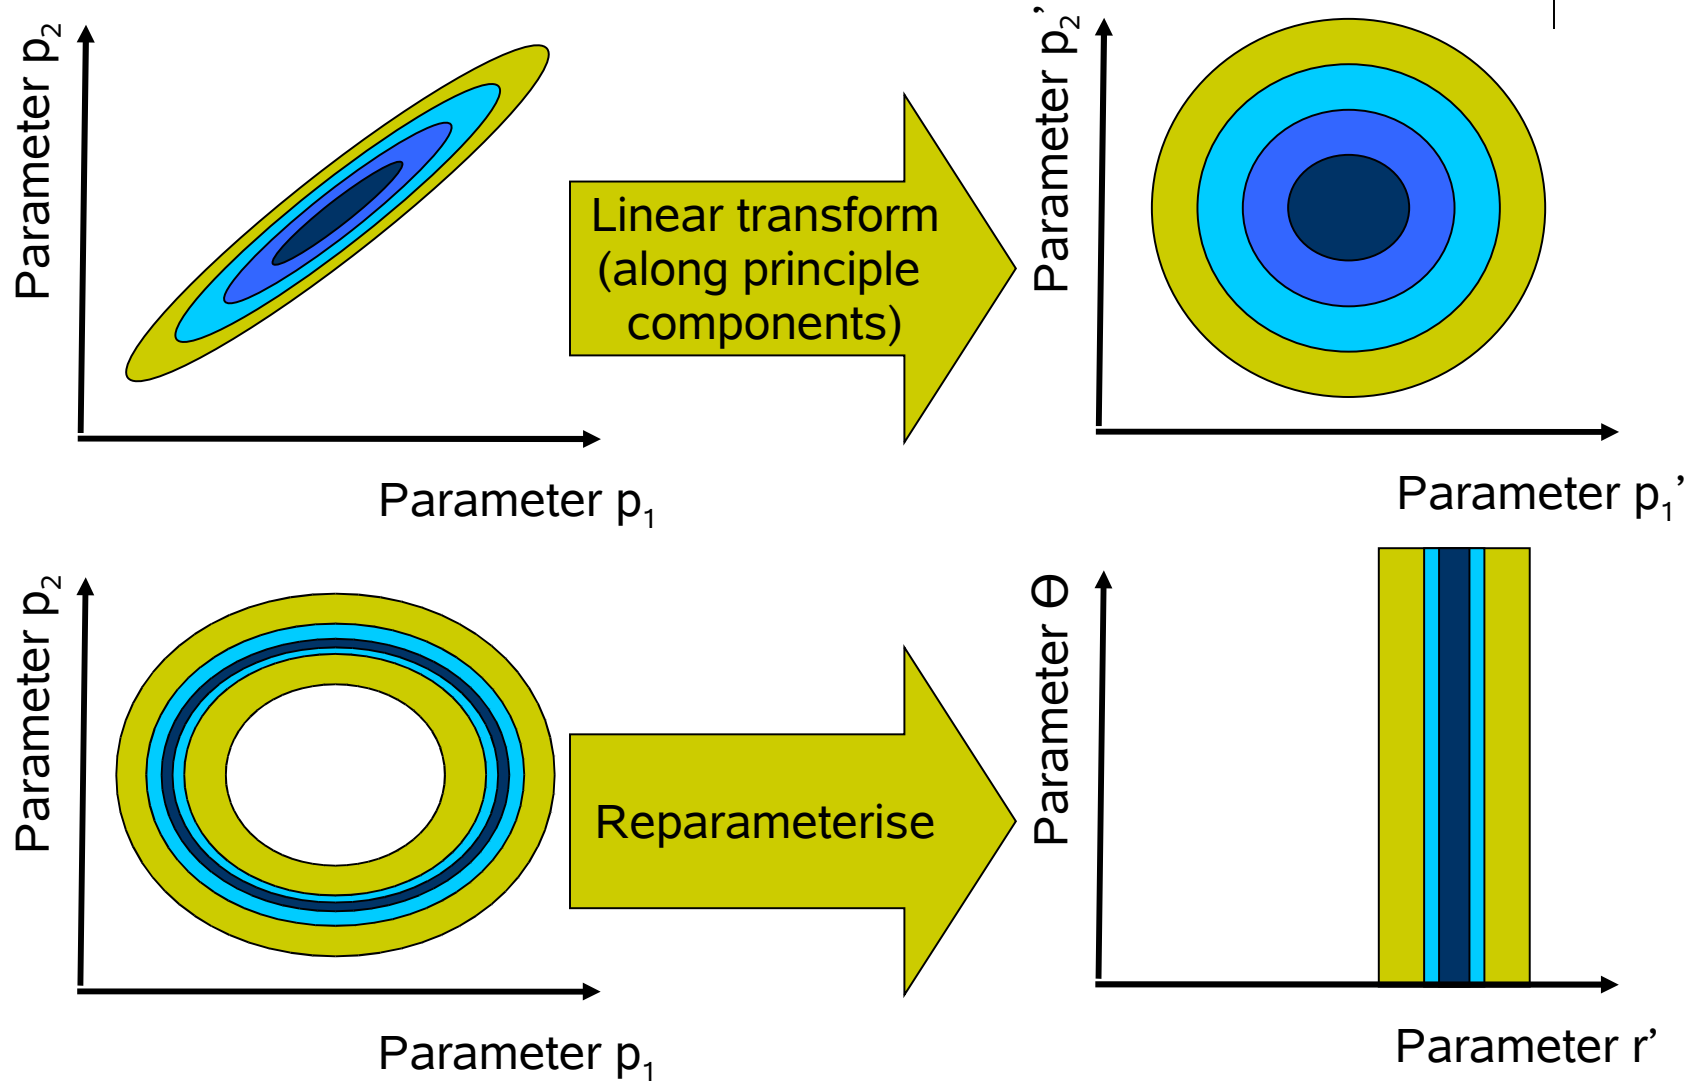 Parameter p₂
Linear transform
(along principle
components)
Parameter p₂’
Parameter p₁
Parameter p₁’
Parameter p₂
Reparameterise
Parameter Θ
Parameter p₁
Parameter r’